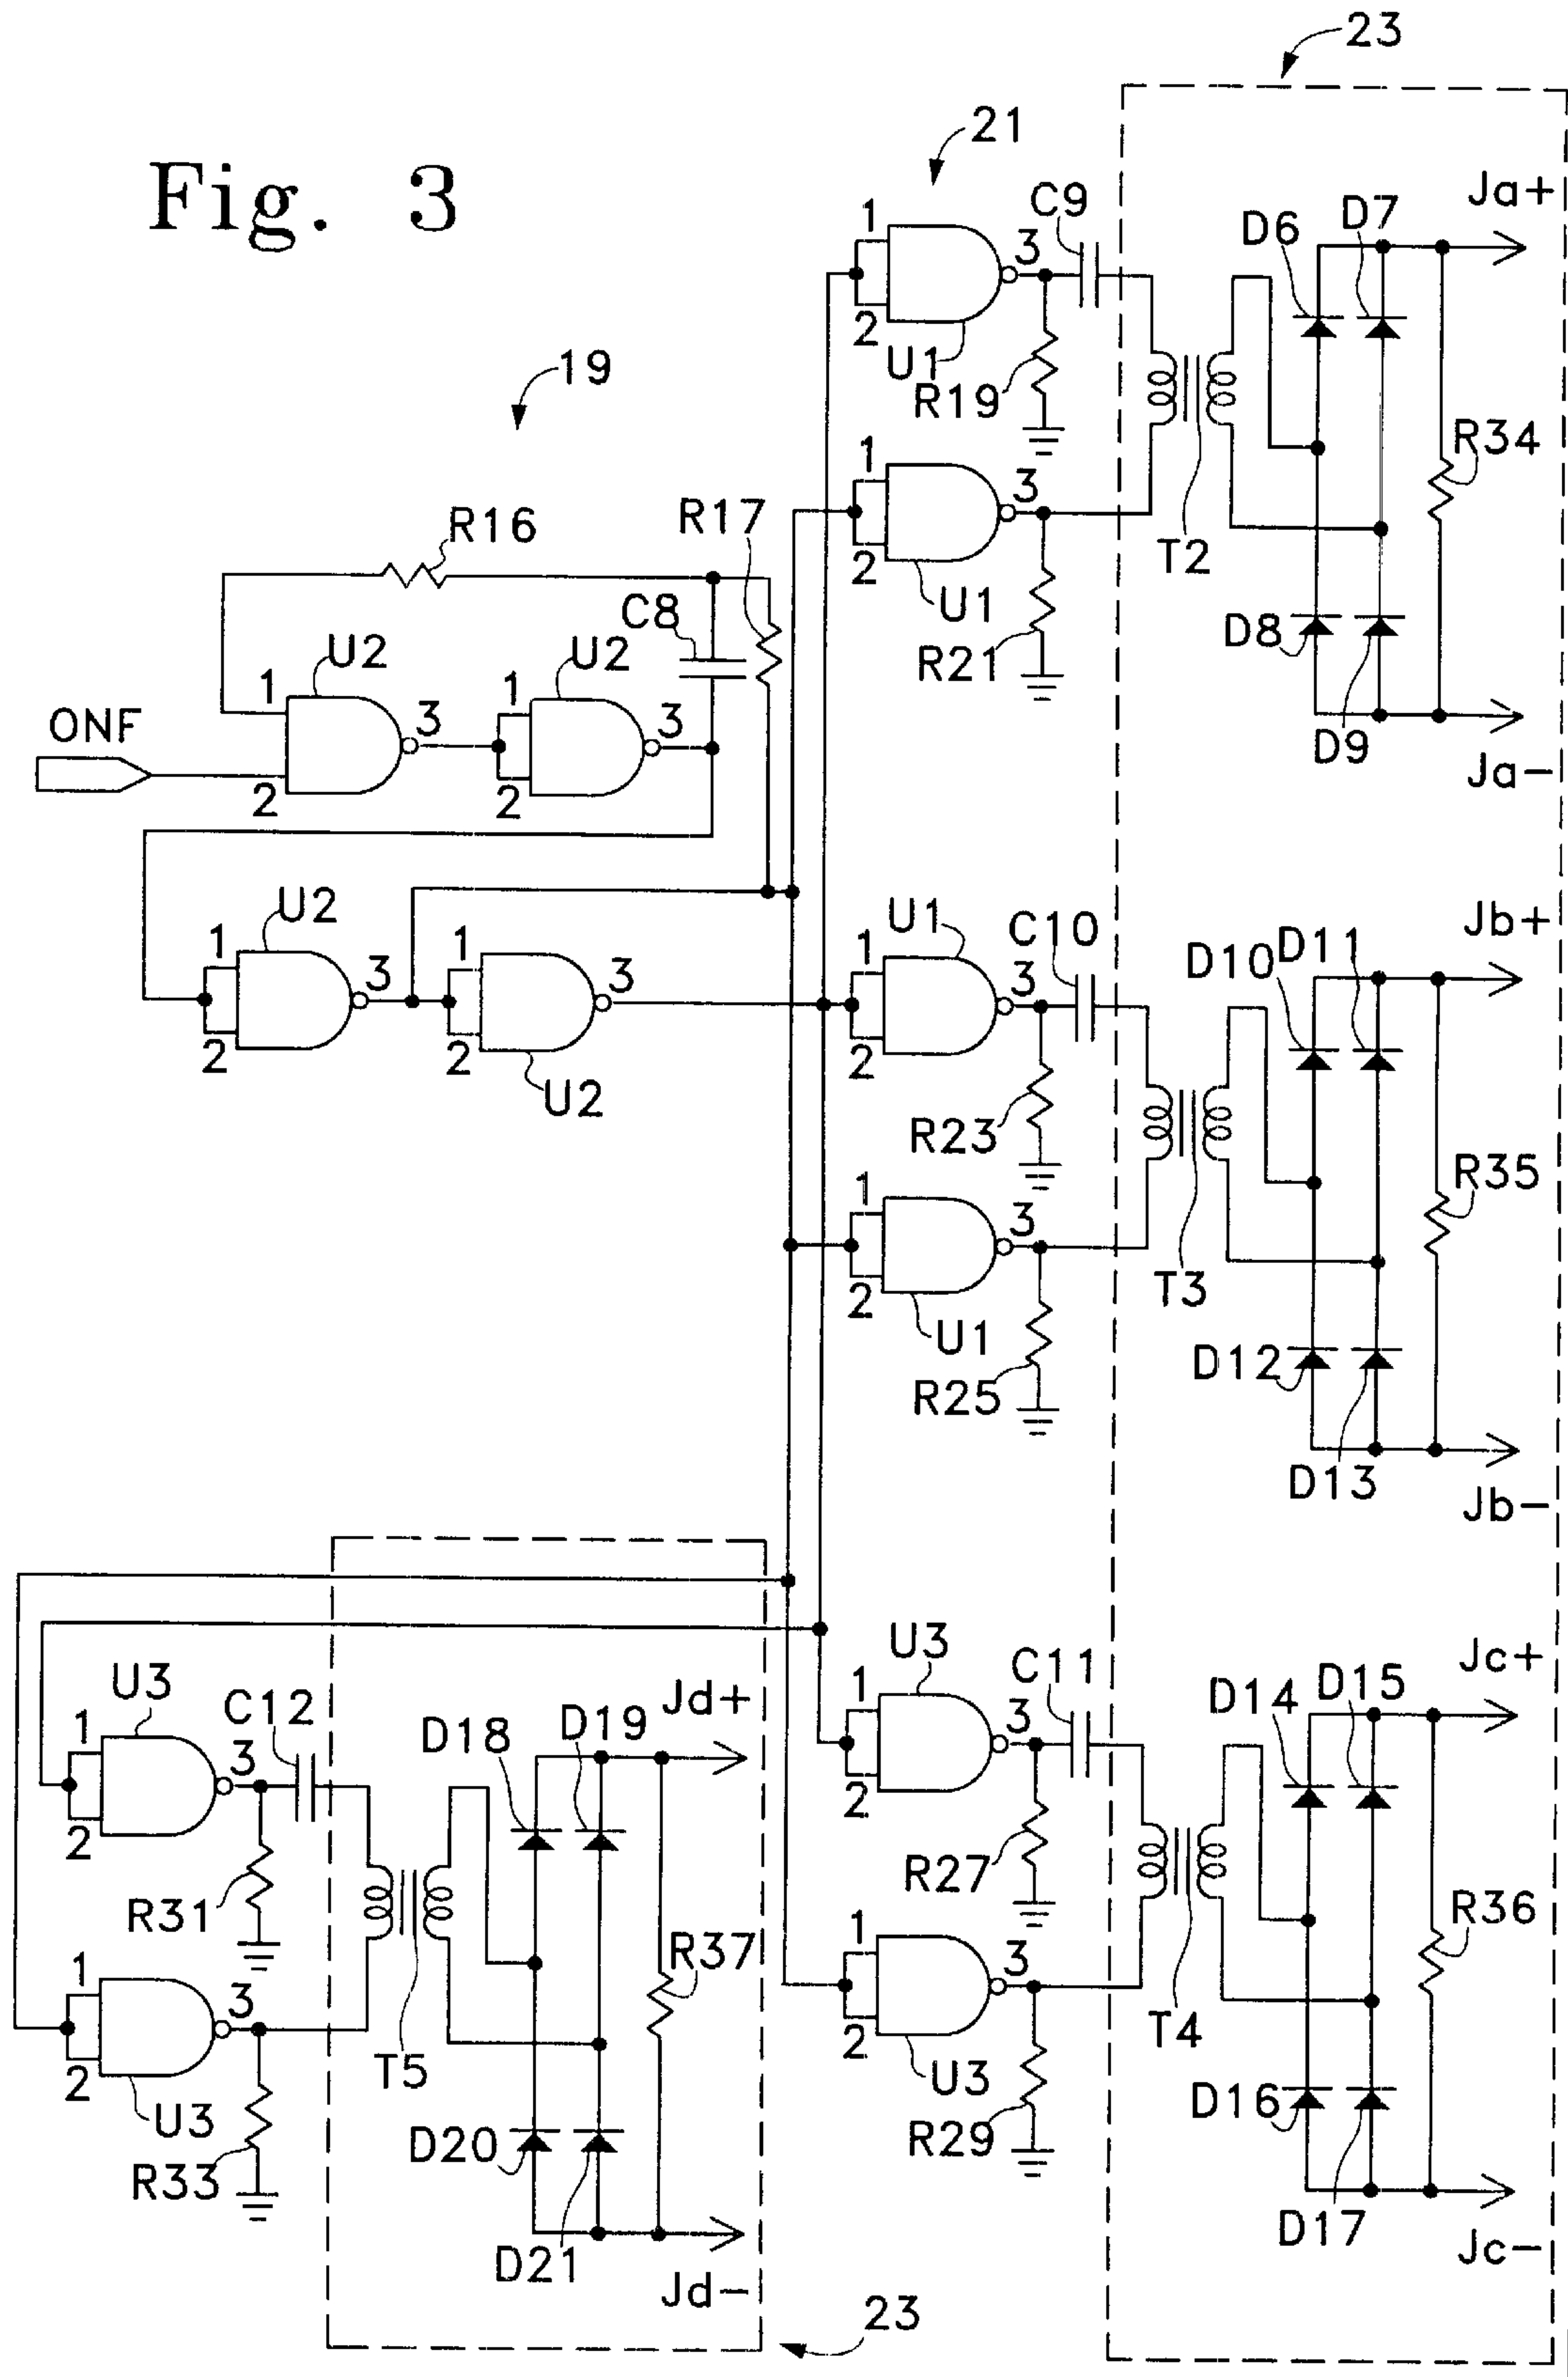 Fig. 3
23
21
19
C9
1
2
3
U1
R19
1
2
3
U1
R21
T2
D6
D7
D8
D9
R34
Ja+
Ja-
R16
R17
C8
ONF
U2
1
2
3
U2
1
2
3
U2
1
2
3
1
2
3
U2
U1
1
2
3
C10
R23
1
2
3
U1
R25
T3
D10
D11
D12
D13
R35
Jb+
Jb-
U3
1
2
3
C11
R27
1
2
3
U3
R29
T4
D14
D15
D16
D17
R36
Jc+
Jc-
U3
1
2
3
C12
R31
1
2
3
U3
R33
T5
D18
D19
D20
D21
R37
Jd+
Jd-
23